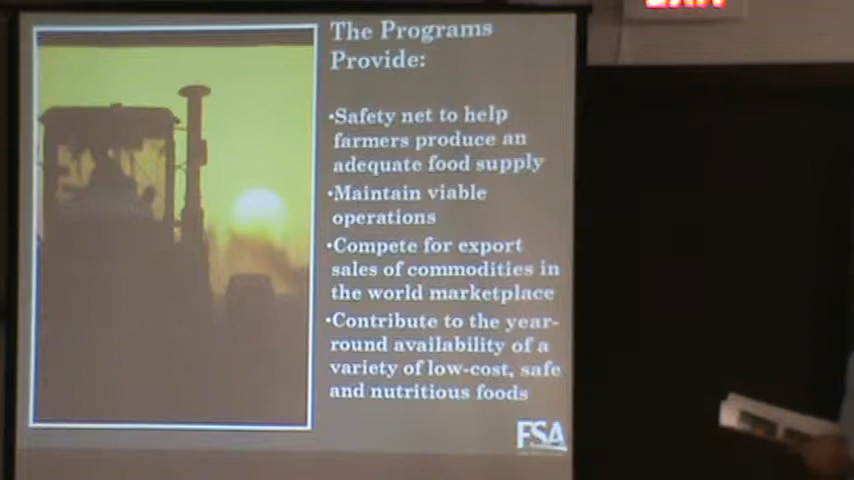 EXIT
The Programs
Provide:
•Safety net to help
farmers produce an
adequate food supply
•Maintain viable
operations
•Compete for export
sales of commodities in
the world marketplace
•Contribute to the year-
round availability of a
variety of low-cost, safe
and nutritious foods
FSA